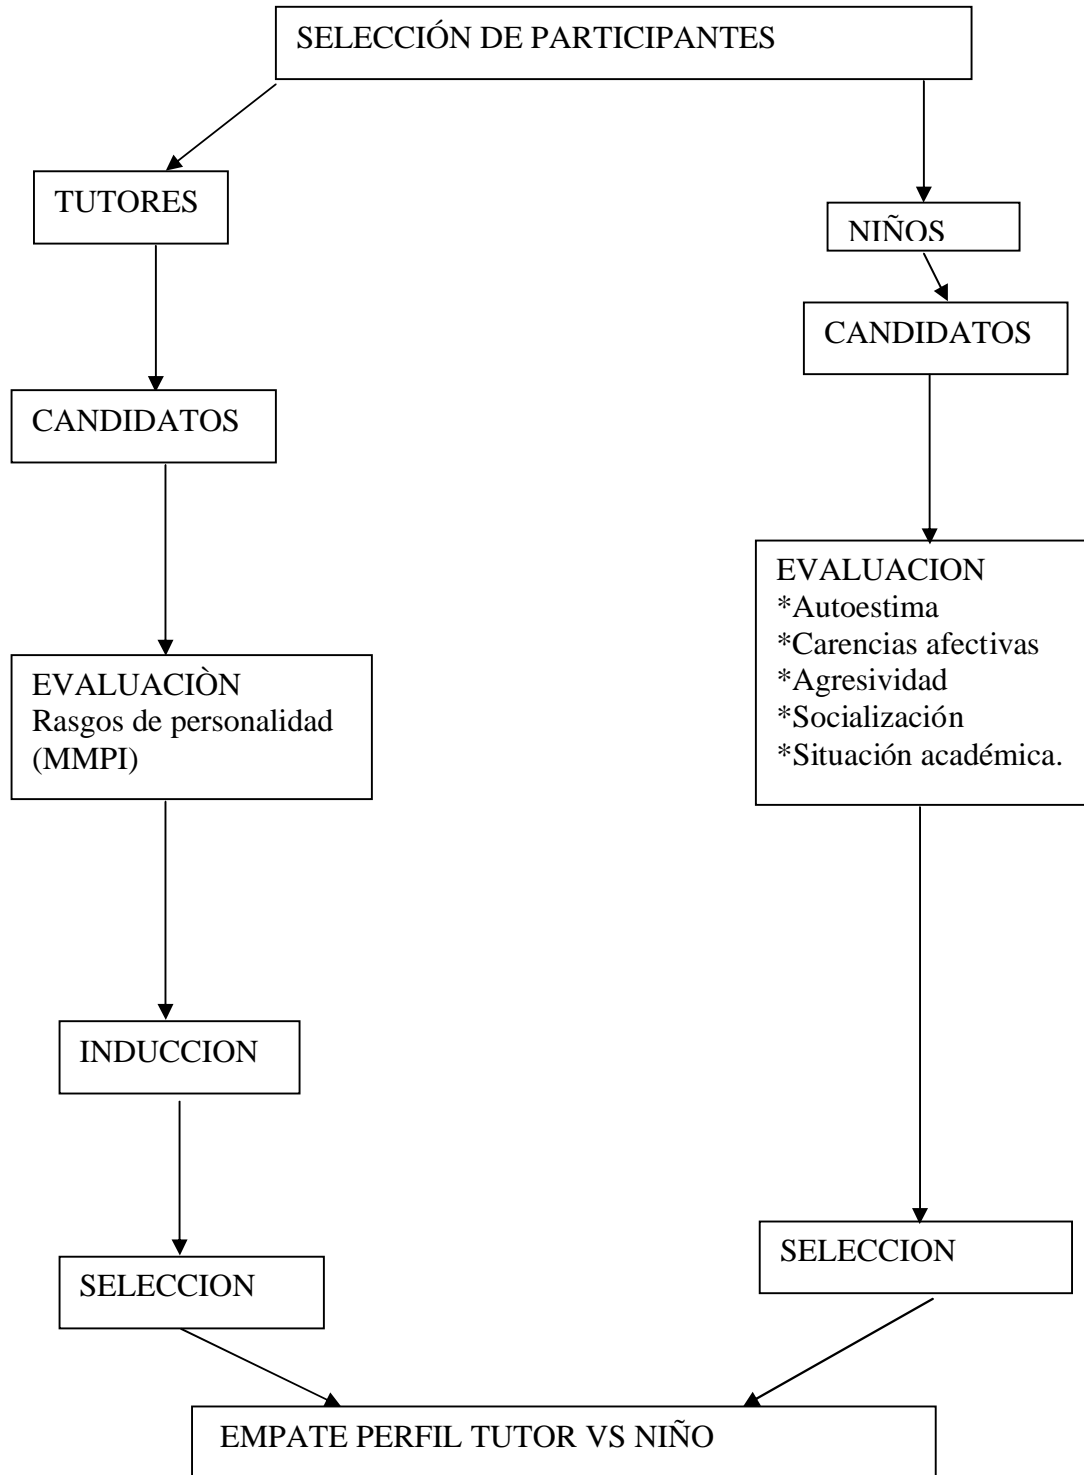 SELECCIÓN DE PARTICIPANTES
TUTORES
NIÑOS
CANDIDATOS
CANDIDATOS
EVALUACION
*Autoestima
*Carencias afectivas
*Agresividad
*Socialización
*Situación académica.
EVALUACIÒN
Rasgos de personalidad
(MMPI)
INDUCCION
SELECCION
SELECCION
EMPATE PERFIL TUTOR VS NIÑO